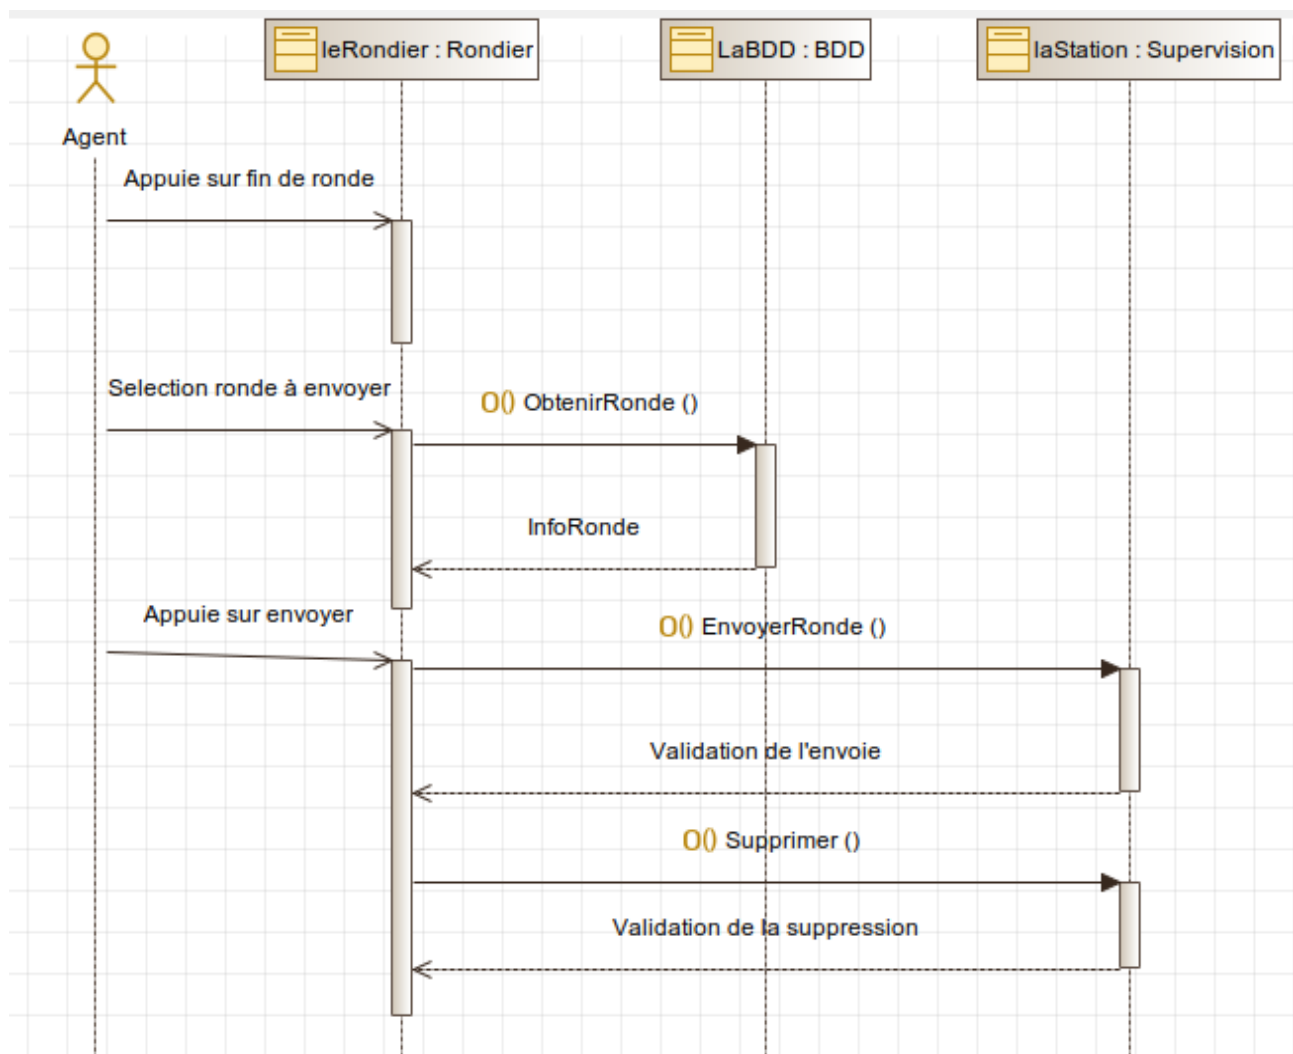 leRondier : Rondier
LaBDD : BDD
laStation : Supervision
Agent
Appuie sur fin de ronde
Selection ronde à envoyer
O() ObtenirRonde ()
InfoRonde
Appuie sur envoyer
O() EnvoyerRonde ()
Validation de l'envoie
O() Supprimer ()
Validation de la suppression